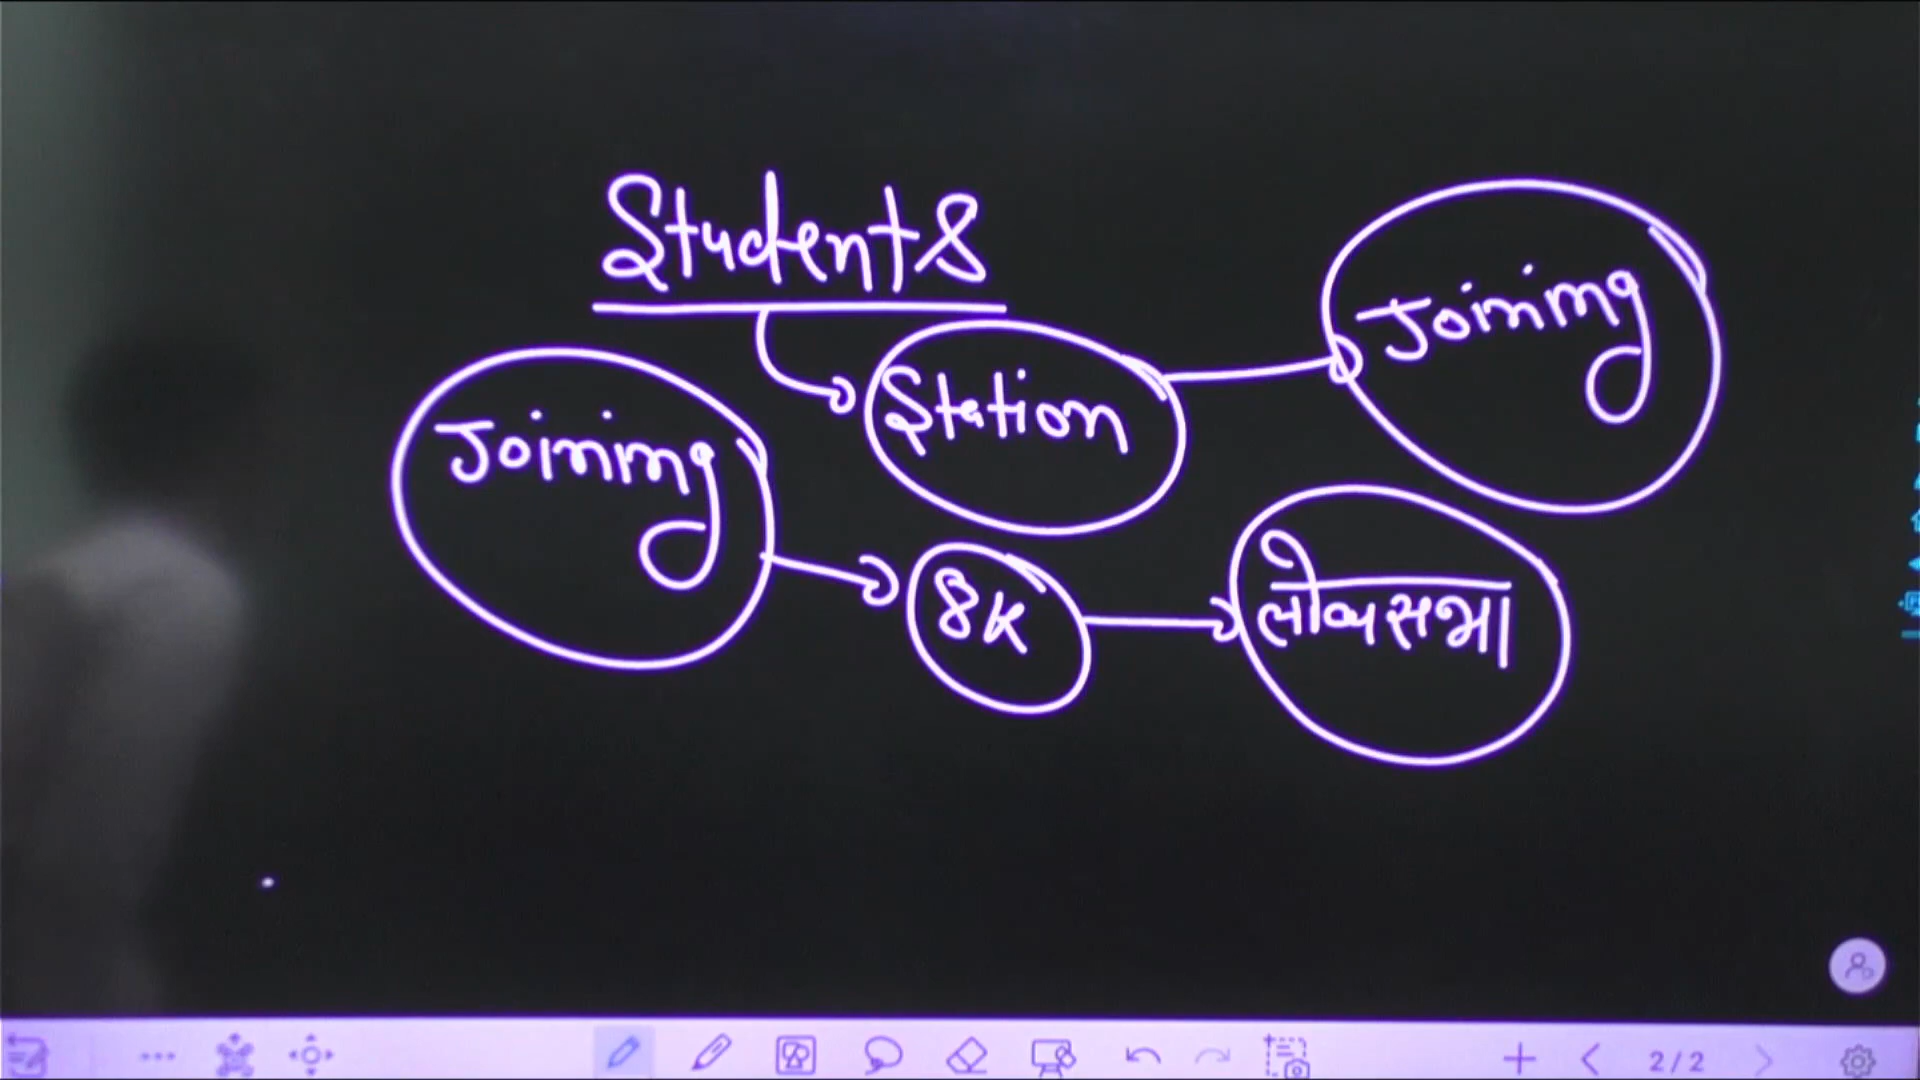 Students
Joining
Station
Joining
8K
लोकसभा
2/2